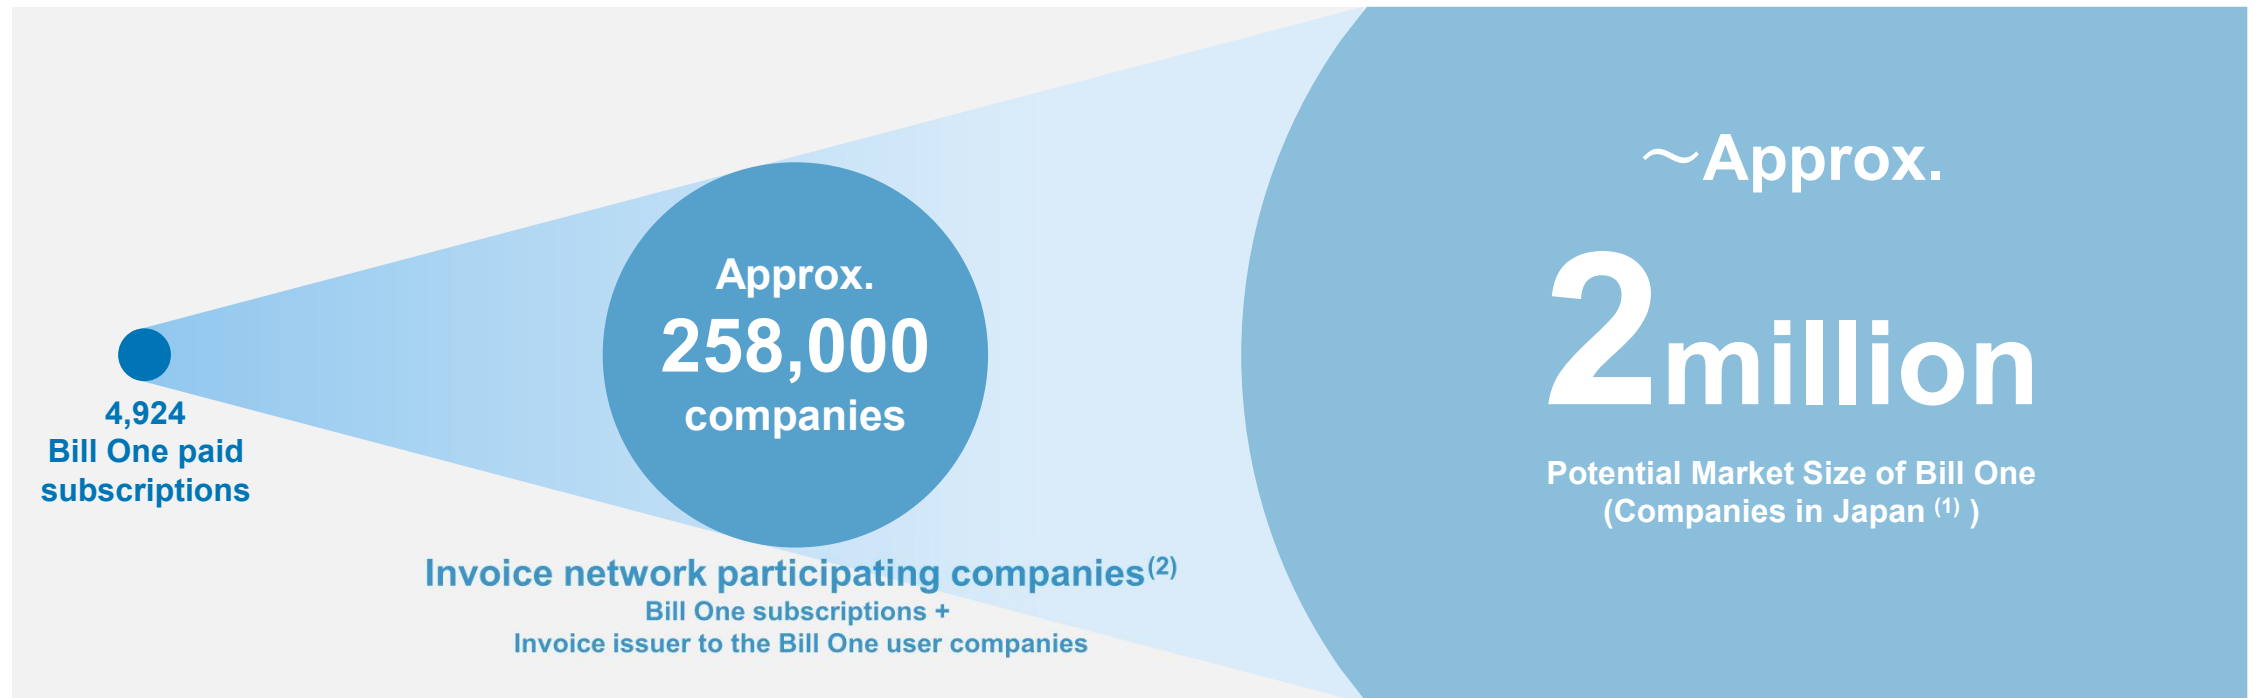 4,924
Bill One paid
subscriptions
Approx.
258,000
companies
Invoice network participating companies(2)
Bill One subscriptions +
Invoice issuer to the Bill One user companies
～Approx.
2million
Potential Market Size of Bill One
(Companies in Japan (1) )